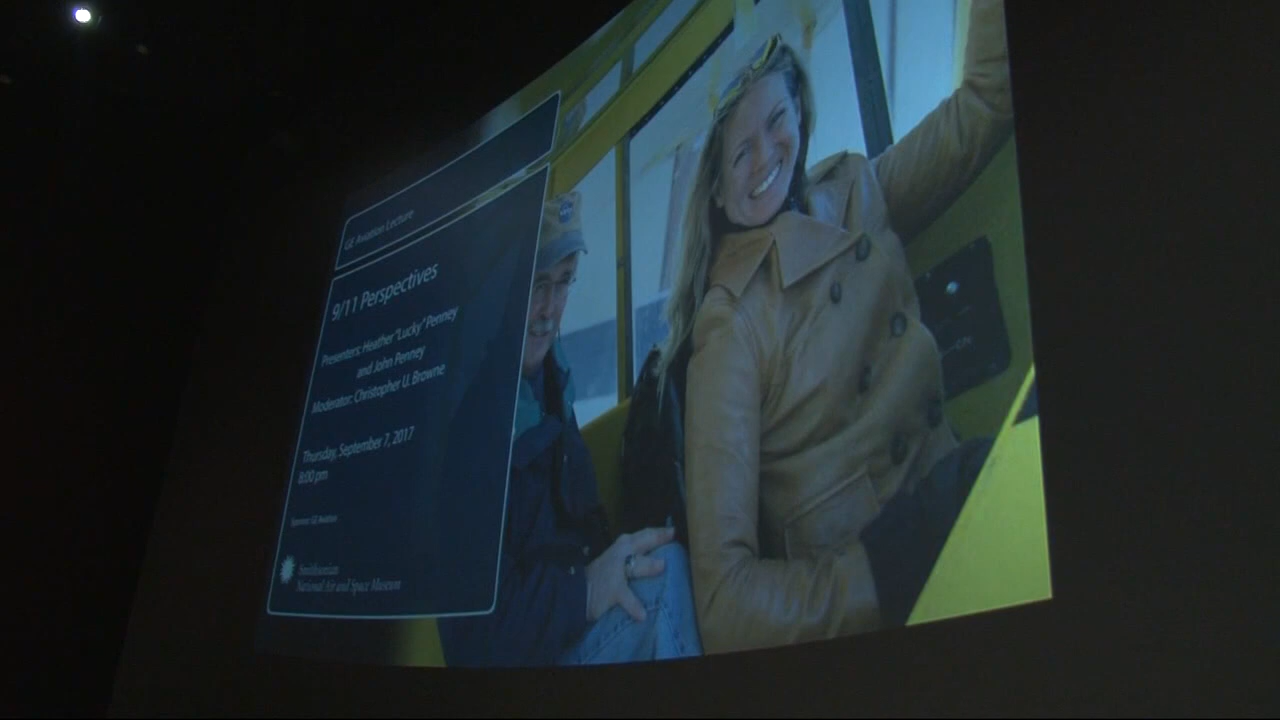 GE Aviation Lecture
9/11 Perspectives
Presenters: Heather "Lucky" Penney
and John Penney
Moderator: Christopher U. Browne
Thursday, September 7, 2017
8:00 pm
Sponsor: GE Aviation
Smithsonian
National Air and Space Museum